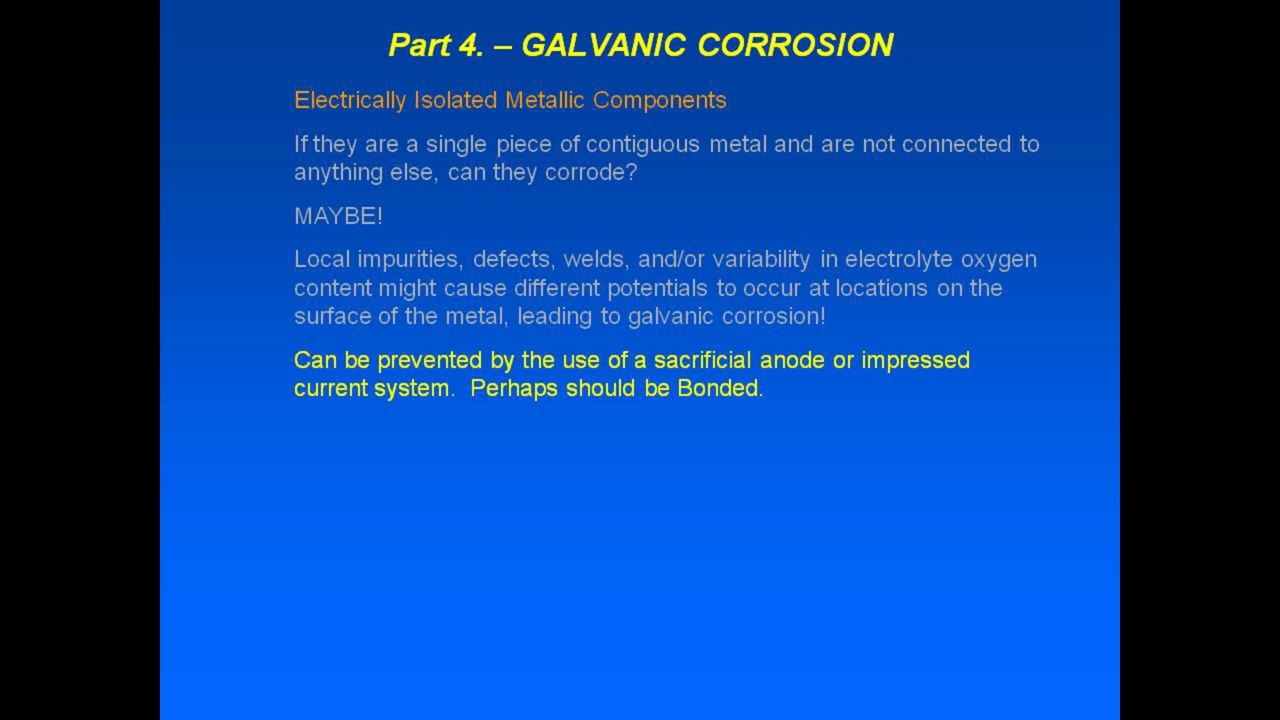 Part 4. – GALVANIC CORROSION
Electrically Isolated Metallic Components
If they are a single piece of contiguous metal and are not connected to
anything else, can they corrode?
MAYBE!
Local impurities, defects, welds, and/or variability in electrolyte oxygen
content might cause different potentials to occur at locations on the
surface of the metal, leading to galvanic corrosion!
Can be prevented by the use of a sacrificial anode or impressed
current system.  Perhaps should be Bonded.